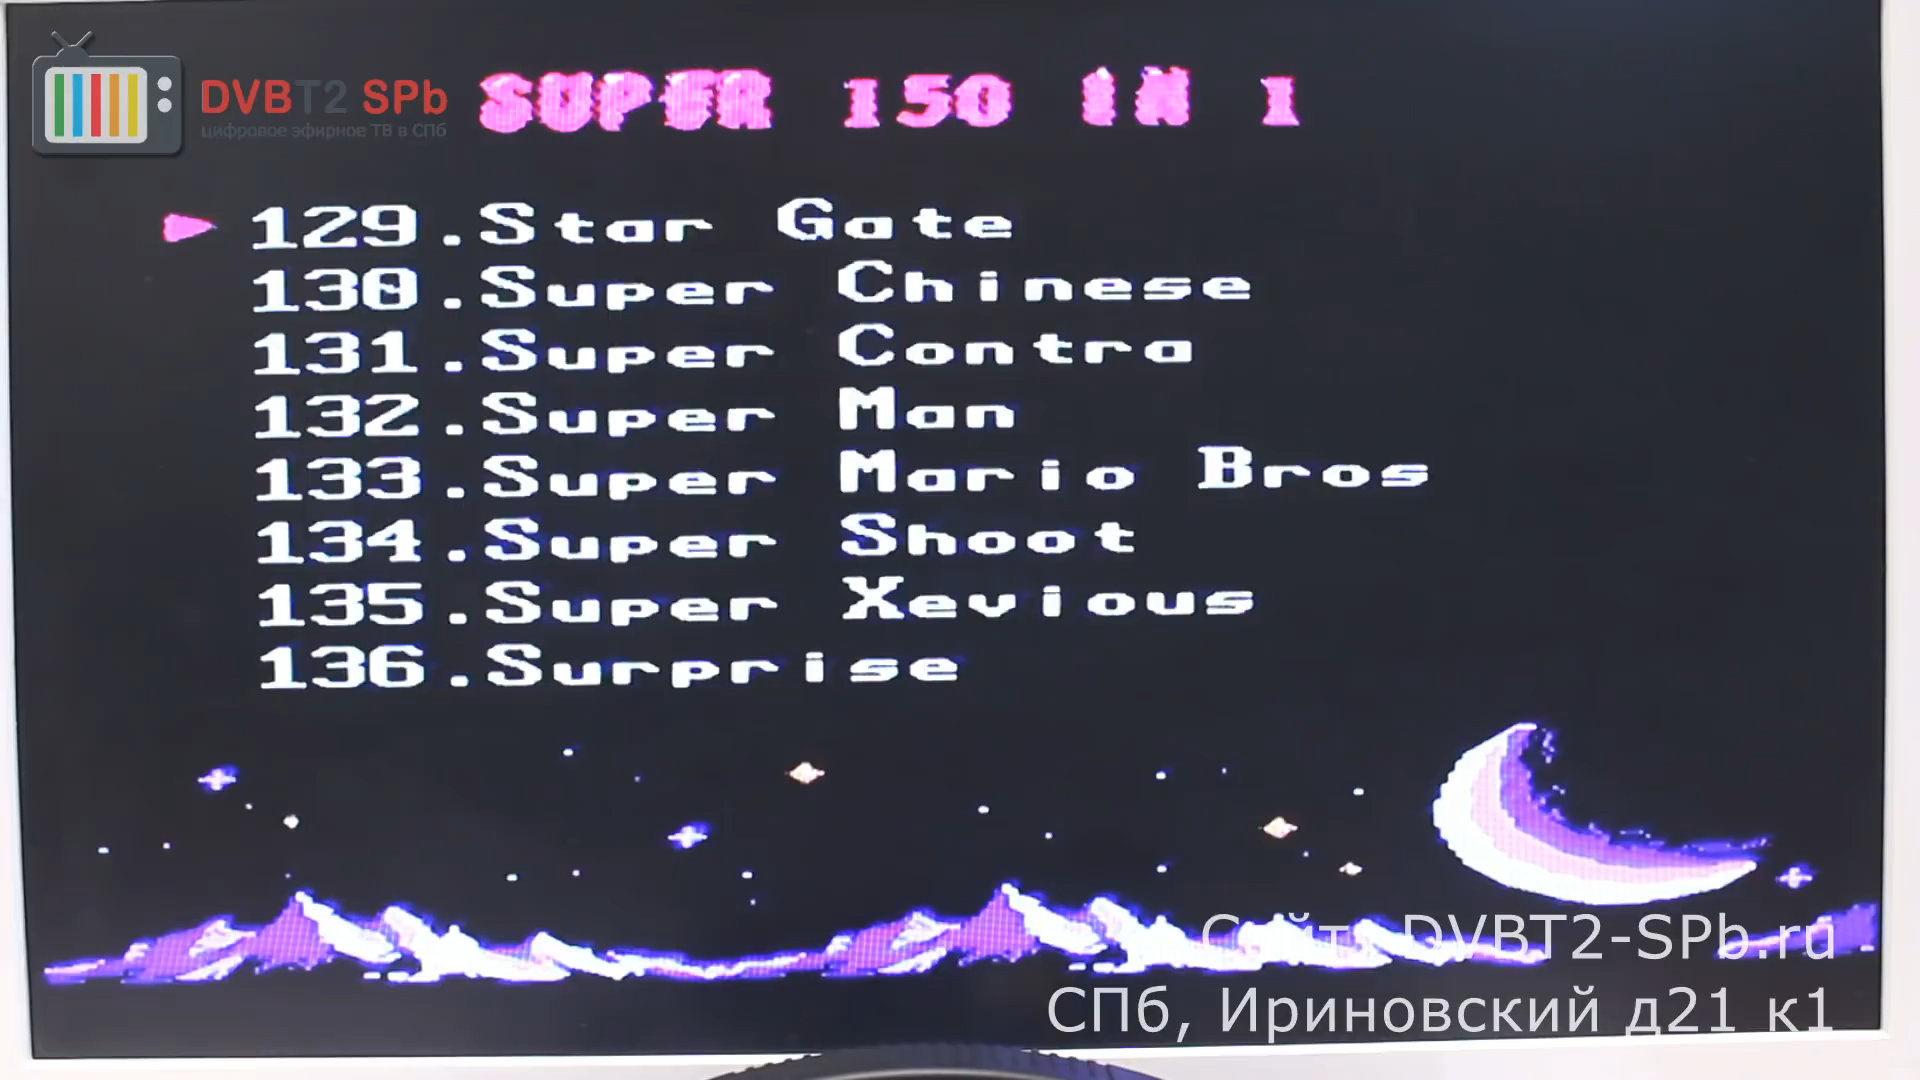 DVBT2 SPb
цифровое эфирное ТВ в СПб
SUPER 150 IN 1
129.Star Gate
130.Super Chinese
131.Super Contra
132.Super Man
133.Super Mario Bros
134.Super Shoot
135.Super Xevious
136.Surprise
Сайт: DVBT2-SPb.ru
СПб, Ириновский д21 к1